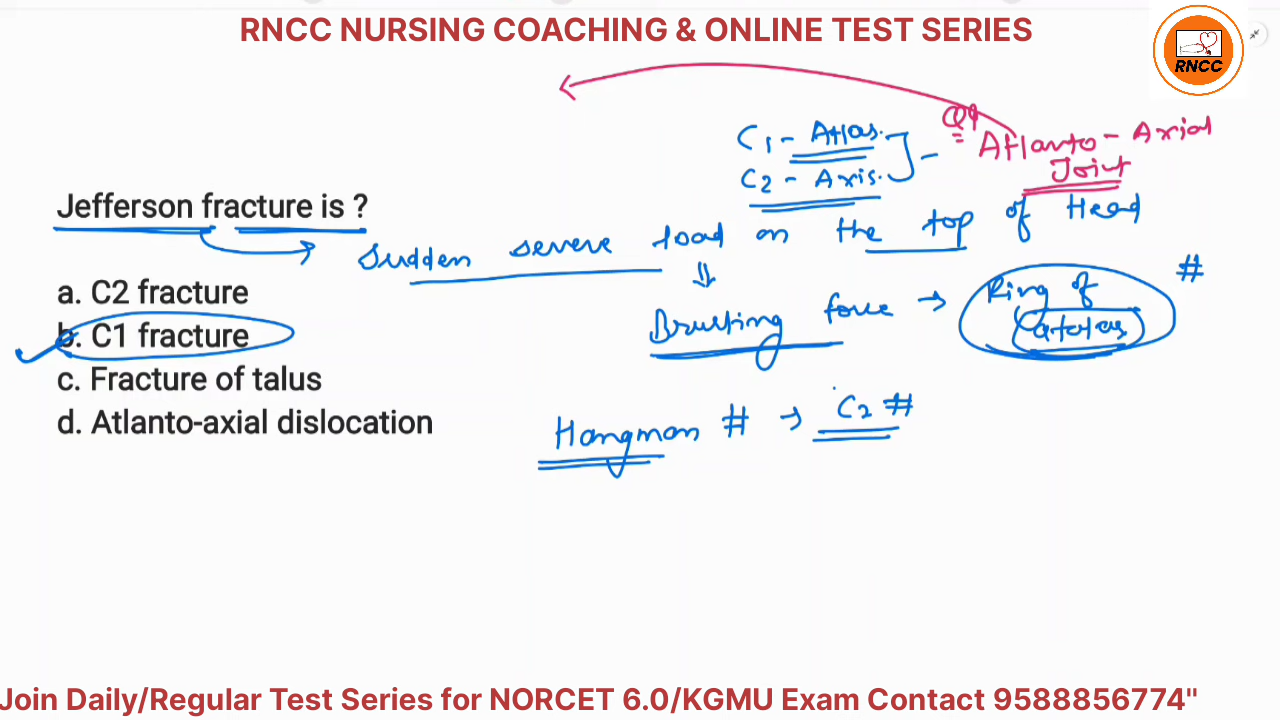 RNCC NURSING COACHING & ONLINE TEST SERIES
RNCC
C1 - Atlas.
C2 - Axis.
Atlanto - Axial
Joint
Jefferson fracture is ?
Sudden severe load on the top of Head
a. C2 fracture
b. C1 fracture
c. Fracture of talus
d. Atlanto-axial dislocation
Brusting force → Ring of #
Hangman # → C2 #
Join Daily/Regular Test Series for NORCET 6.0/KGMU Exam Contact 9588856774"